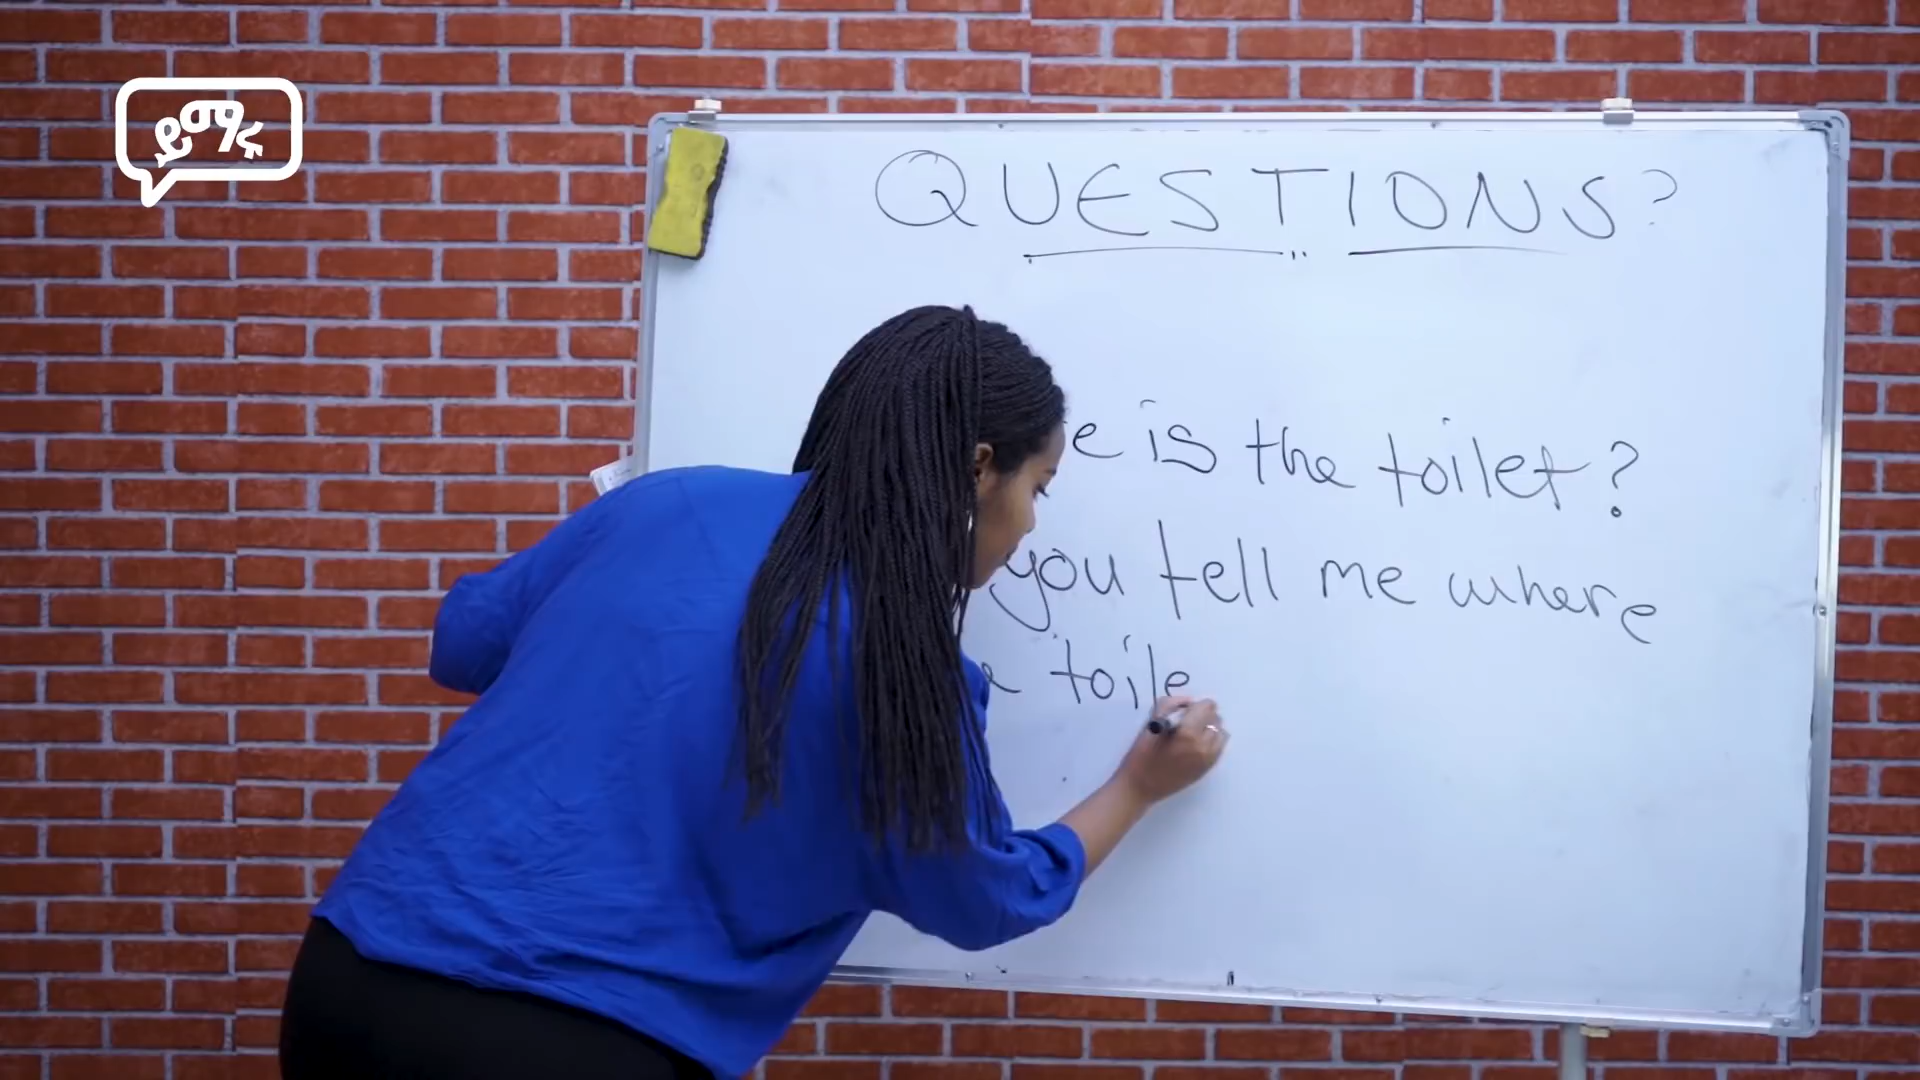 ይማሩ
QUESTIONS?
e is the toilet?
you tell me where
toile